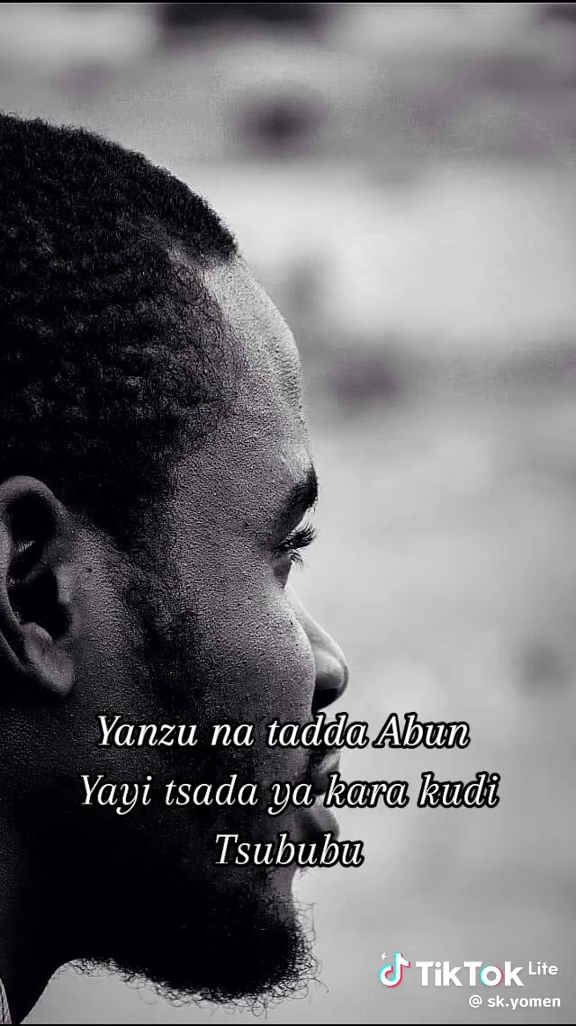 Yanzu na tadda Abun
Yayi tsada ya kara kudi
Tsububu
TikTok Lite
@ sk.yomen